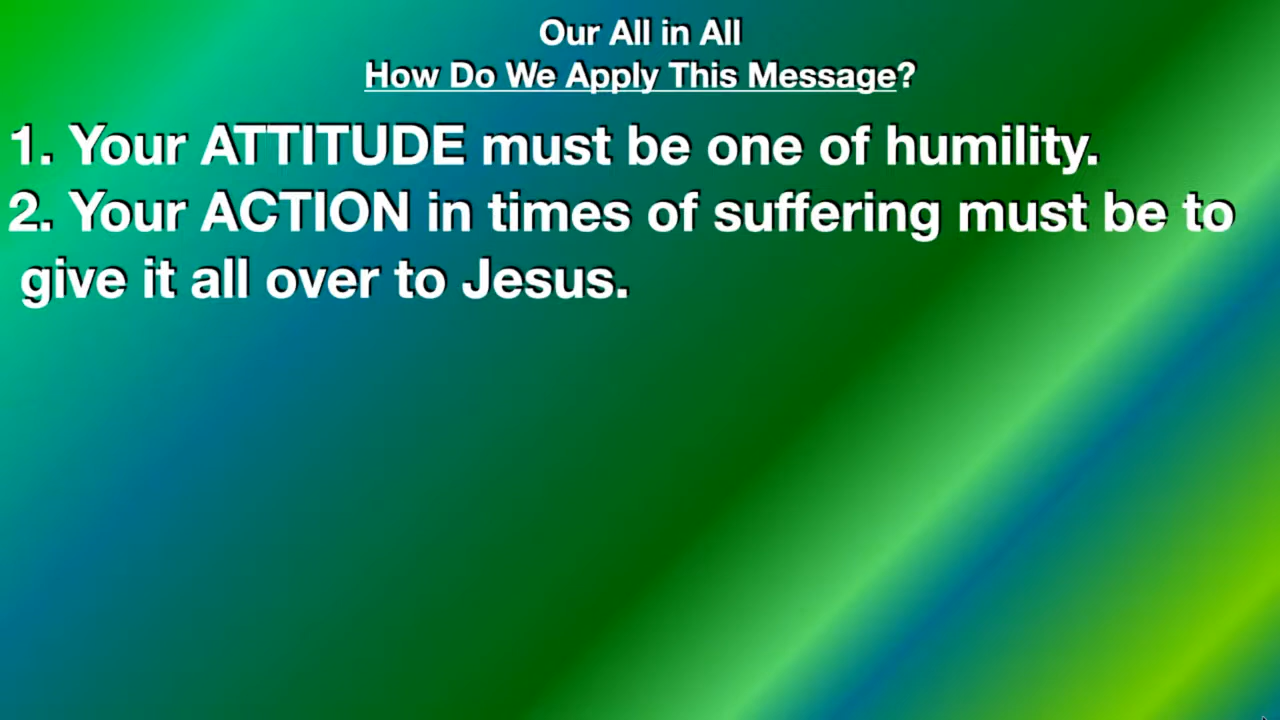 Our All in All
How Do We Apply This Message?
1. Your ATTITUDE must be one of humility.
2. Your ACTION in times of suffering must be to
give it all over to Jesus.